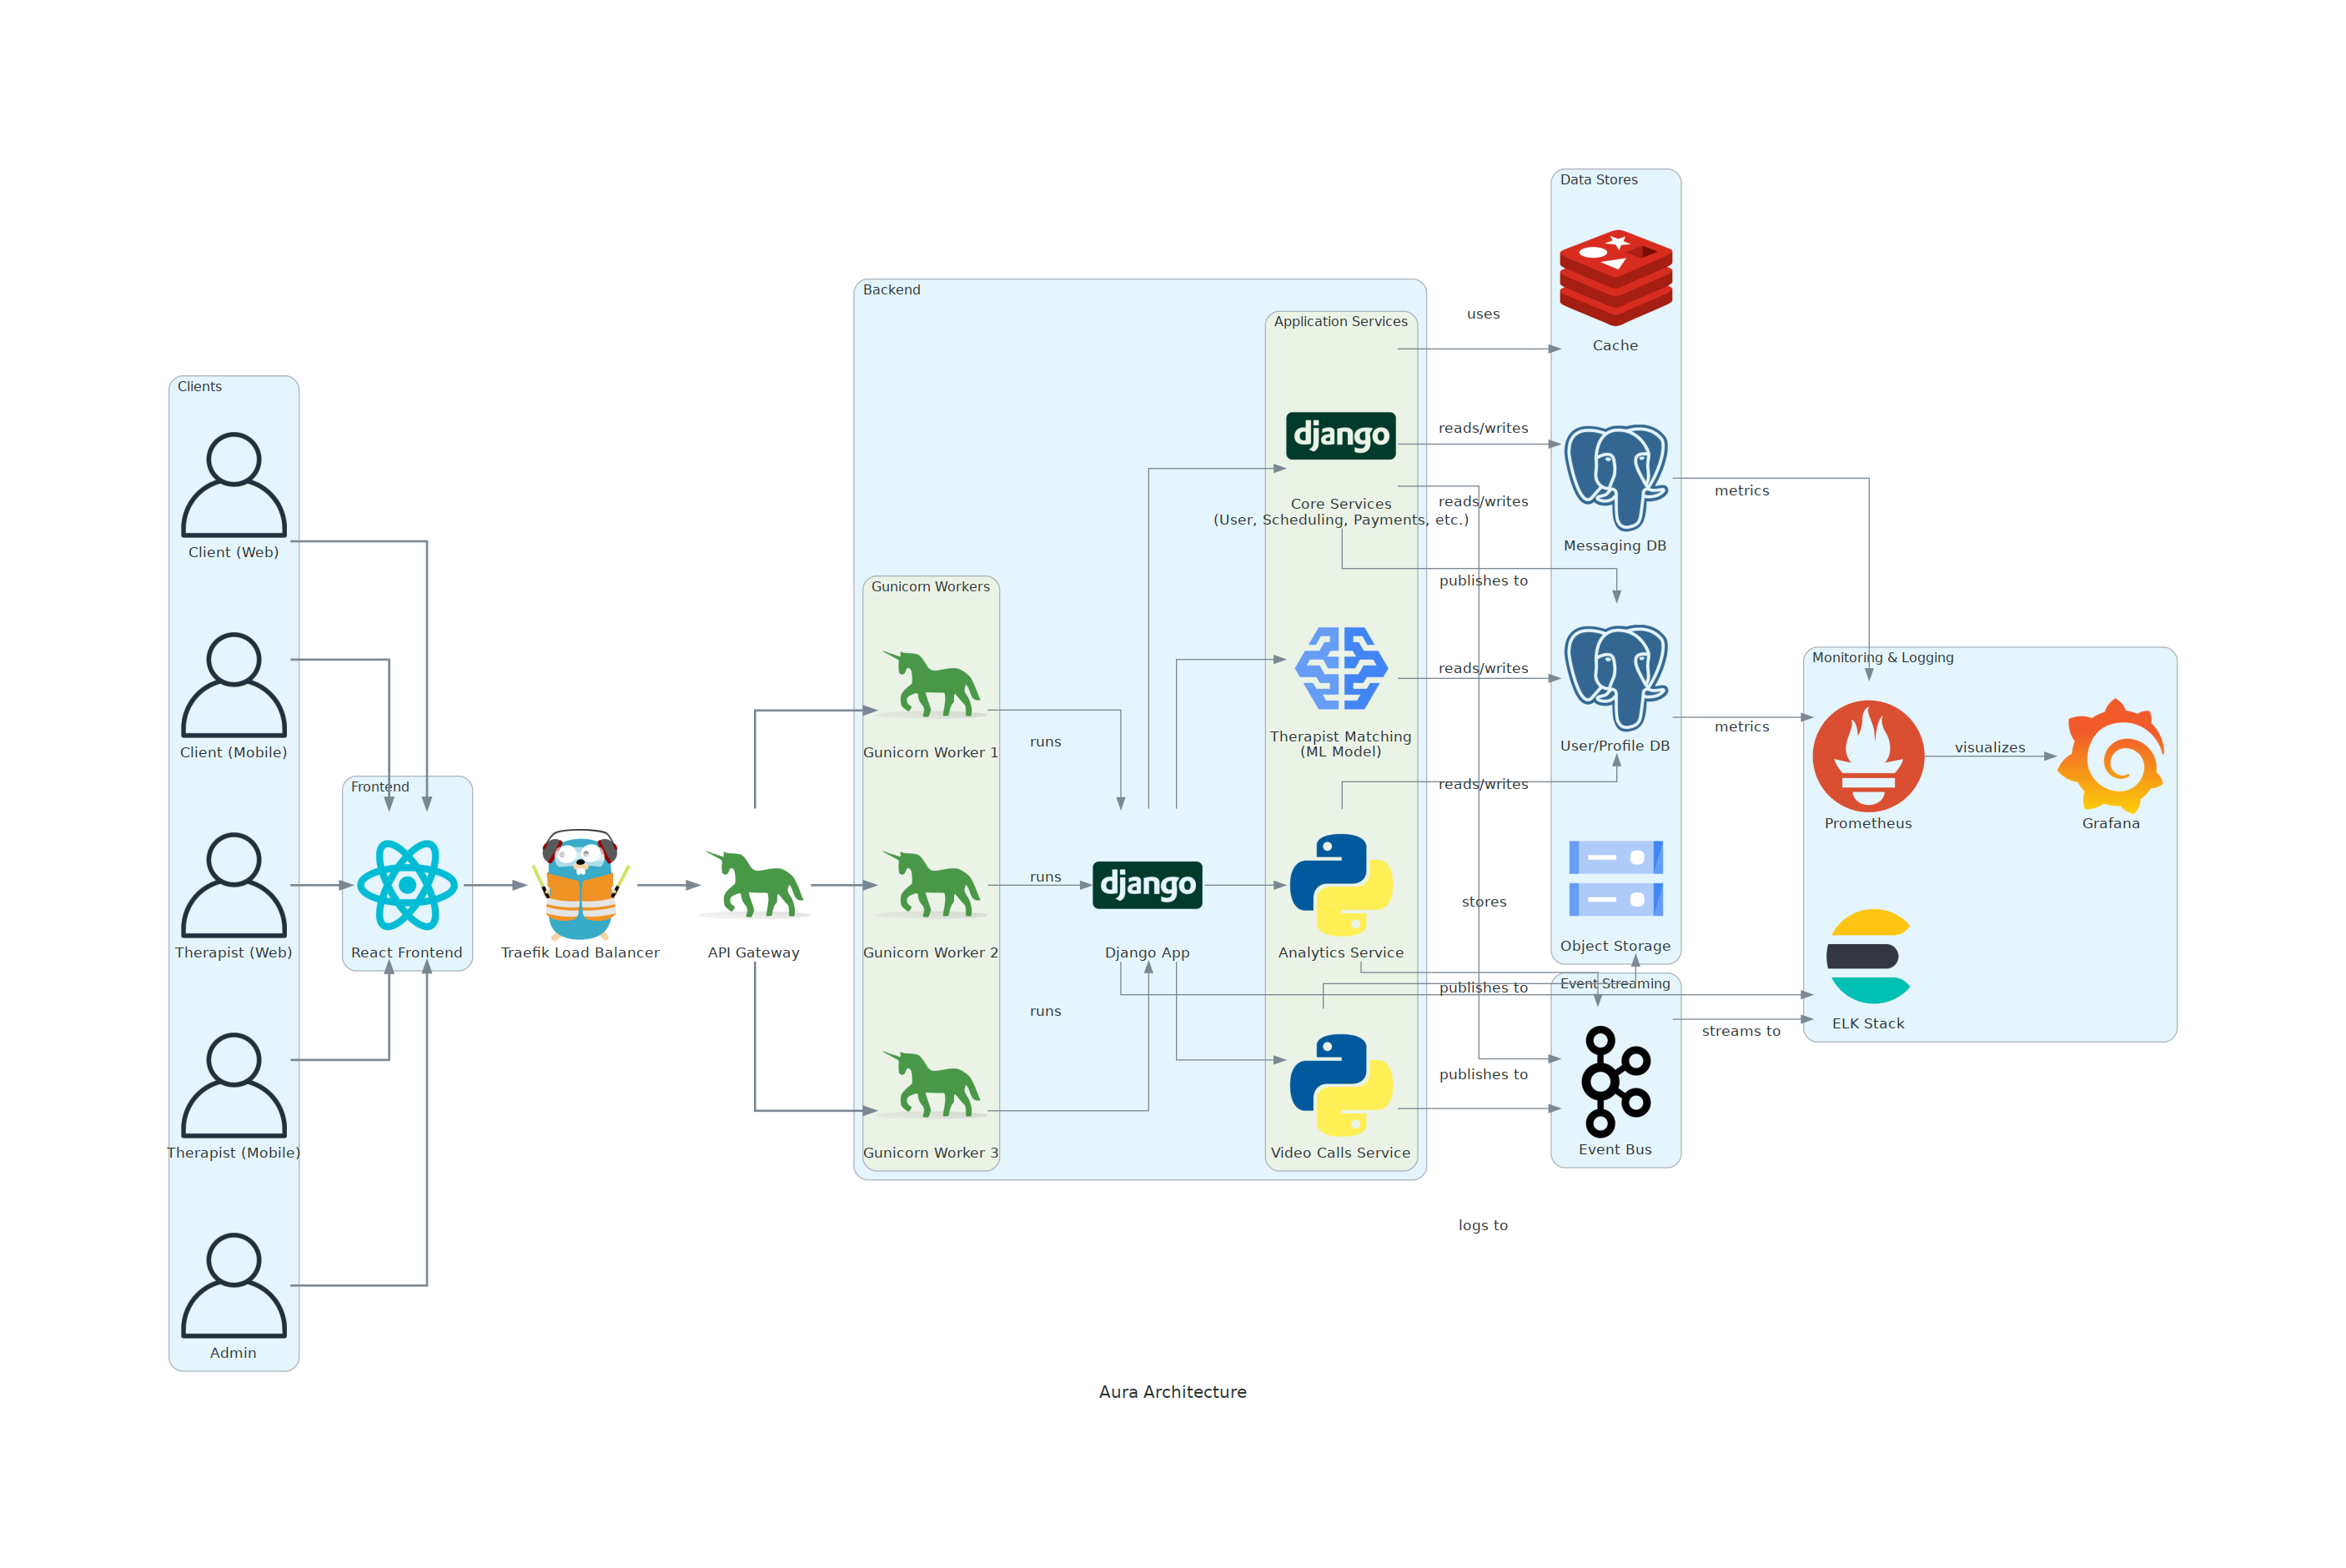 Data Stores
Cache
Backend
Application Services
uses
Clients
django
reads/writes
Core Services
(User, Scheduling, Payments, etc.)
reads/writes
metrics
Messaging DB
Client (Web)
Gunicorn Workers
publishes to
Monitoring & Logging
Gunicorn Worker 1
runs
Therapist Matching
(ML Model)
reads/writes
User/Profile DB
metrics
visualizes
Client (Mobile)
Frontend
reads/writes
Prometheus
Grafana
django
stores
Therapist (Web)
React Frontend
Traefik Load Balancer
API Gateway
Gunicorn Worker 2
runs
Django App
Analytics Service
Object Storage
publishes to
Event Streaming
runs
streams to
ELK Stack
publishes to
Therapist (Mobile)
Gunicorn Worker 3
Video Calls Service
Event Bus
logs to
Admin
Aura Architecture